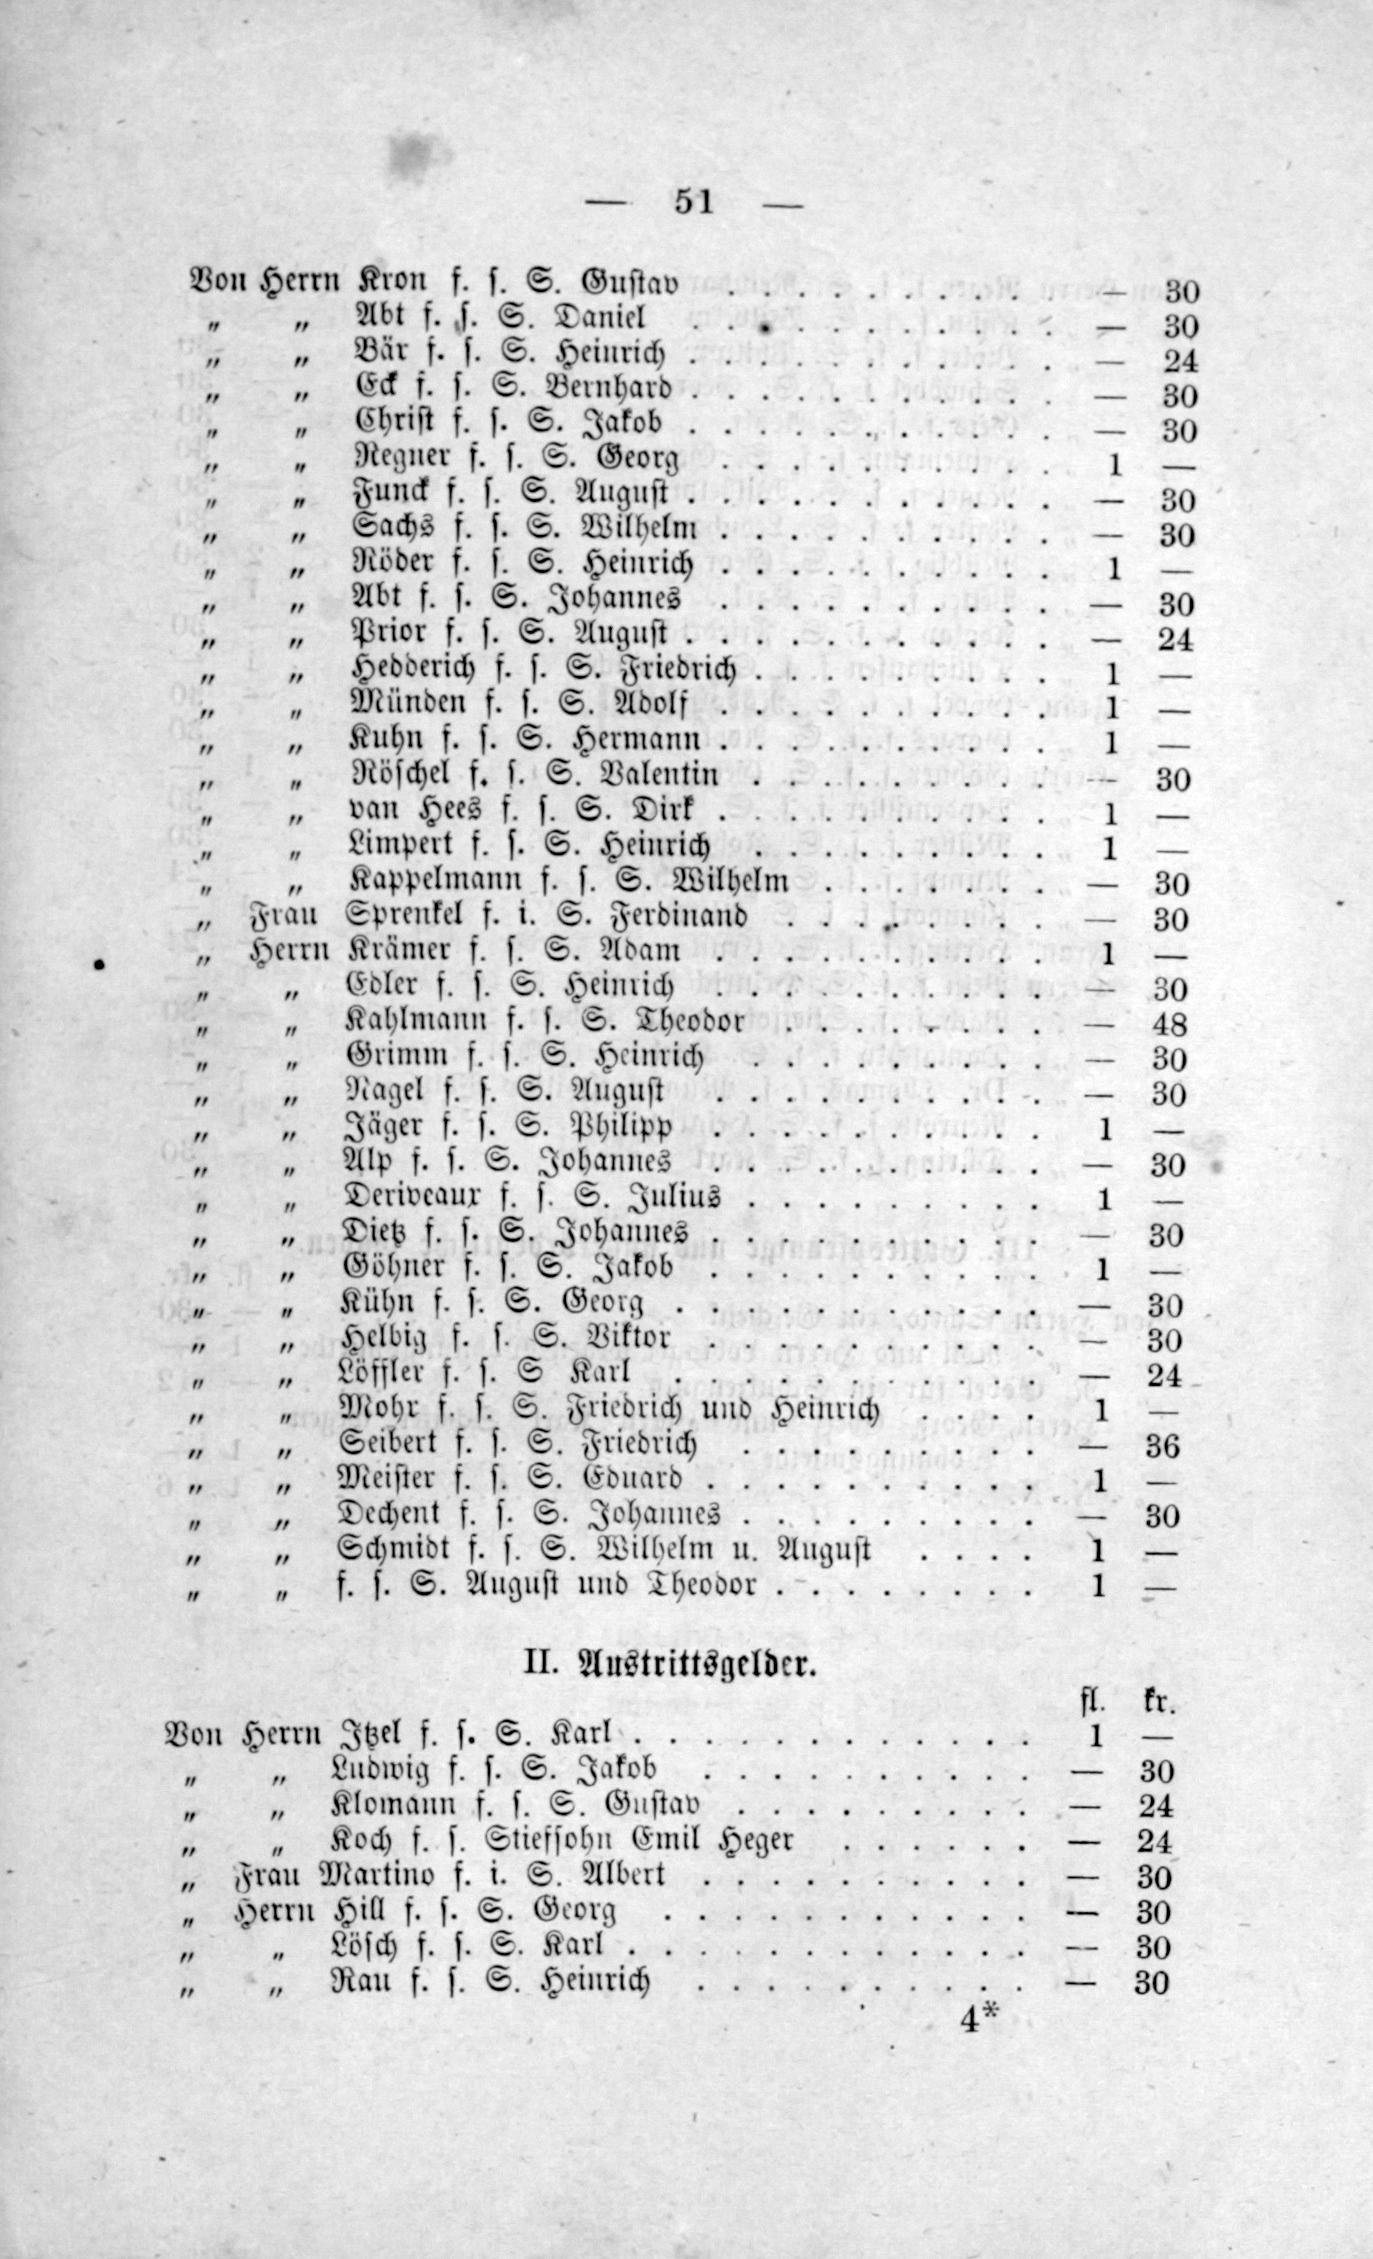 — 51 —
Von Herrn Kron f. s. S. Gustav . . . . . . . . . — 30
„ „ Abt f. s. S. Daniel . . . . . . . . . . — 30
„ „ Bär f. s. S. Heinrich . . . . . . . . . . — 24
„ „ Eck f. s. S. Bernhard . . . . . . . . . . — 30
„ „ Christ f. s. S. Jakob . . . . . . . . . . — 30
„ „ Regner f. s. S. Georg . . . . . . . . . . 1 —
„ „ Funck f. s. S. August . . . . . . . . . . — 30
„ „ Sachs f. s. S. Wilhelm . . . . . . . . . . — 30
„ „ Röder f. s. S. Heinrich . . . . . . . . . . 1 —
„ „ Abt f. s. S. Johannes . . . . . . . . . . — 30
„ „ Prior f. s. S. August . . . . . . . . . . — 24
„ „ Hedderich f. s. S. Friedrich . . . . . . . . . 1 —
„ „ Münden f. s. S. Adolf . . . . . . . . . . 1 —
„ „ Kuhn f. s. S. Hermann . . . . . . . . . . 1 —
„ „ Röschel f. s. S. Valentin . . . . . . . . . — 30
„ „ van Hees f. s. S. Dirk . . . . . . . . . . 1 —
„ „ Limpert f. s. S. Heinrich . . . . . . . . . 1 —
„ „ Kappelmann f. s. S. Wilhelm . . . . . . . — 30
„ Frau Sprenkel f. i. S. Ferdinand . . . . . . . . — 30
„ Herrn Krämer f. s. S. Adam . . . . . . . . . . 1 —
„ „ Edler f. s. S. Heinrich . . . . . . . . . . — 30
„ „ Kahlmann f. s. S. Theodor . . . . . . . . — 48
„ „ Grimm f. s. S. Heinrich . . . . . . . . . — 30
„ „ Nagel f. s. S. August . . . . . . . . . . — 30
„ „ Jäger f. s. S. Philipp . . . . . . . . . . 1 —
„ „ Alp f. s. S. Johannes . . . . . . . . . . — 30
„ „ Deriveaux f. s. S. Julius . . . . . . . . . 1 —
„ „ Dietz f. s. S. Johannes . . . . . . . . . . — 30
„ „ Göhner f. s. S. Jakob . . . . . . . . . . 1 —
„ „ Kühn f. s. S. Georg . . . . . . . . . . . — 30
„ „ Helbig f. s. S. Viktor . . . . . . . . . . — 30
„ „ Löffler f. s. S Karl . . . . . . . . . . . — 24
„ „ Mohr f. s. S. Friedrich und Heinrich . . . . 1 —
„ „ Seibert f. s. S. Friedrich . . . . . . . . . — 36
„ „ Meister f. s. S. Eduard . . . . . . . . . . 1 —
„ „ Dechent f. s. S. Johannes . . . . . . . . . — 30
„ „ Schmidt f. s. S. Wilhelm u. August . . . . 1 —
„ „ f. s. S. August und Theodor . . . . . . . . 1 —
II. Austrittsgelder.
fl. kr.
Von Herrn Itzel f. s. S. Karl . . . . . . . . . . . . 1 —
„ „ Ludwig f. s. S. Jakob . . . . . . . . . . — 30
„ „ Klomann f. s. S. Gustav . . . . . . . . . — 24
„ „ Koch f. s. Stiefsohn Emil Heger . . . . . . — 24
„ Frau Martino f. i. S. Albert . . . . . . . . . . — 30
„ Herrn Hill f. s. S. Georg . . . . . . . . . . . — 30
„ „ Lösch f. s. S. Karl . . . . . . . . . . . . — 30
„ „ Rau f. s. S. Heinrich . . . . . . . . . . — 30
4*